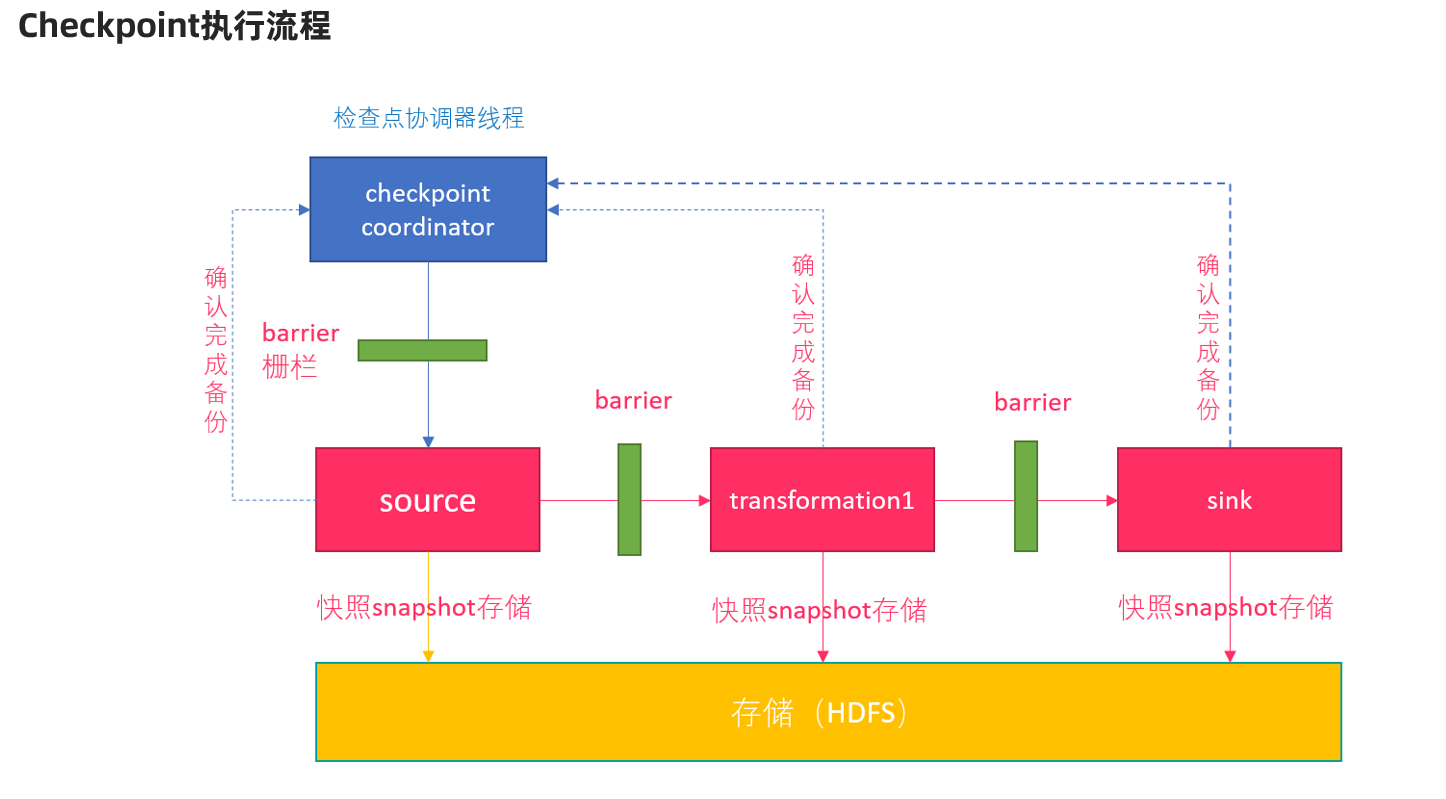 Checkpoint执行流程
检查点协调器线程
checkpoint
coordinator
确认完成备份
确认完成备份
确认完成备份
barrier
栅栏
barrier
barrier
source
transformation1
sink
快照snapshot存储
快照snapshot存储
快照snapshot存储
存储（HDFS）